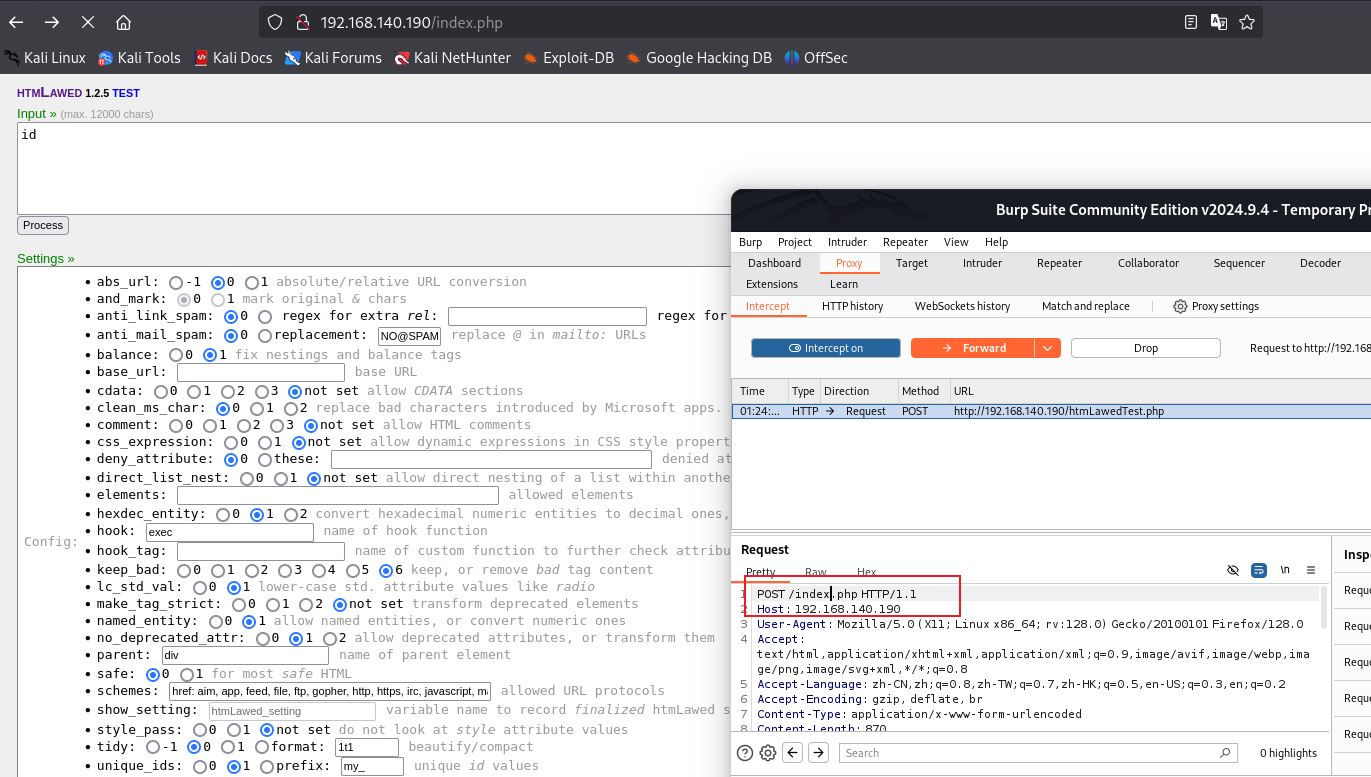 192.168.140.190/index.php
Kali Linux Kali Tools Kali Docs Kali Forums Kali NetHunter Exploit-DB Google Hacking DB OffSec
HTMLAWED 1.2.5 TEST
Input » (max. 12000 chars)
id
Process
Settings »
Config:
• abs_url: -1 0 1 absolute/relative URL conversion
• and_mark: 0 1 mark original & chars
• anti_link_spam: 0 regex for extra rel: regex for
• anti_mail_spam: 0 replacement: NO@SPAM replace @ in mailto: URLs
• balance: 0 1 fix nestings and balance tags
• base_url: base URL
• cdata: 0 1 2 3 not set allow CDATA sections
• clean_ms_char: 0 1 2 replace bad characters introduced by Microsoft apps.
• comment: 0 1 2 3 not set allow HTML comments
• css_expression: 0 1 not set allow dynamic expressions in CSS style propert
• deny_attribute: 0 these: denied at
• direct_list_nest: 0 1 not set allow direct nesting of a list within anothe
• elements: allowed elements
• hexdec_entity: 0 1 2 convert hexadecimal numeric entities to decimal ones,
• hook: exec name of hook function
• hook_tag: name of custom function to further check attribu
• keep_bad: 0 1 2 3 4 5 6 keep, or remove bad tag content
• lc_std_val: 0 1 lower-case std. attribute values like radio
• make_tag_strict: 0 1 2 not set transform deprecated elements
• named_entity: 0 1 allow named entities, or convert numeric ones
• no_deprecated_attr: 0 1 2 allow deprecated attributes, or transform them
• parent: div name of parent element
• safe: 0 1 for most safe HTML
• schemes: href: aim, app, feed, file, ftp, gopher, http, https, irc, javascript, ma allowed URL protocols
• show_setting: htmLawed_setting variable name to record finalized htmLawed s
• style_pass: 0 1 not set do not look at style attribute values
• tidy: -1 0 1 format: 1t1 beautify/compact
• unique_ids: 0 1 prefix: my_ unique id values
Burp Suite Community Edition v2024.9.4 - Temporary Pr
Burp Project Intruder Repeater View Help
Dashboard Proxy Target Intruder Repeater Collaborator Sequencer Decoder
Extensions Learn
Intercept HTTP history WebSockets history Match and replace Proxy settings
Intercept on Forward Drop Request to http://192.168
Time Type Direction Method URL
01:24:... HTTP → Request POST http://192.168.140.190/htmLawedTest.php
Request
Pretty Raw Hex \n
1 POST /index.php HTTP/1.1
2 Host: 192.168.140.190
3 User-Agent: Mozilla/5.0 (X11; Linux x86_64; rv:128.0) Gecko/20100101 Firefox/128.0
4 Accept:
text/html,application/xhtml+xml,application/xml;q=0.9,image/avif,image/webp,ima
ge/png,image/svg+xml,*/*;q=0.8
5 Accept-Language: zh-CN,zh;q=0.8,zh-TW;q=0.7,zh-HK;q=0.5,en-US;q=0.3,en;q=0.2
6 Accept-Encoding: gzip, deflate, br
7 Content-Type: application/x-www-form-urlencoded
8 Content-Length: 870
Search 0 highlights
Inspe
Reque
Reque
Reque
Reque
Reque